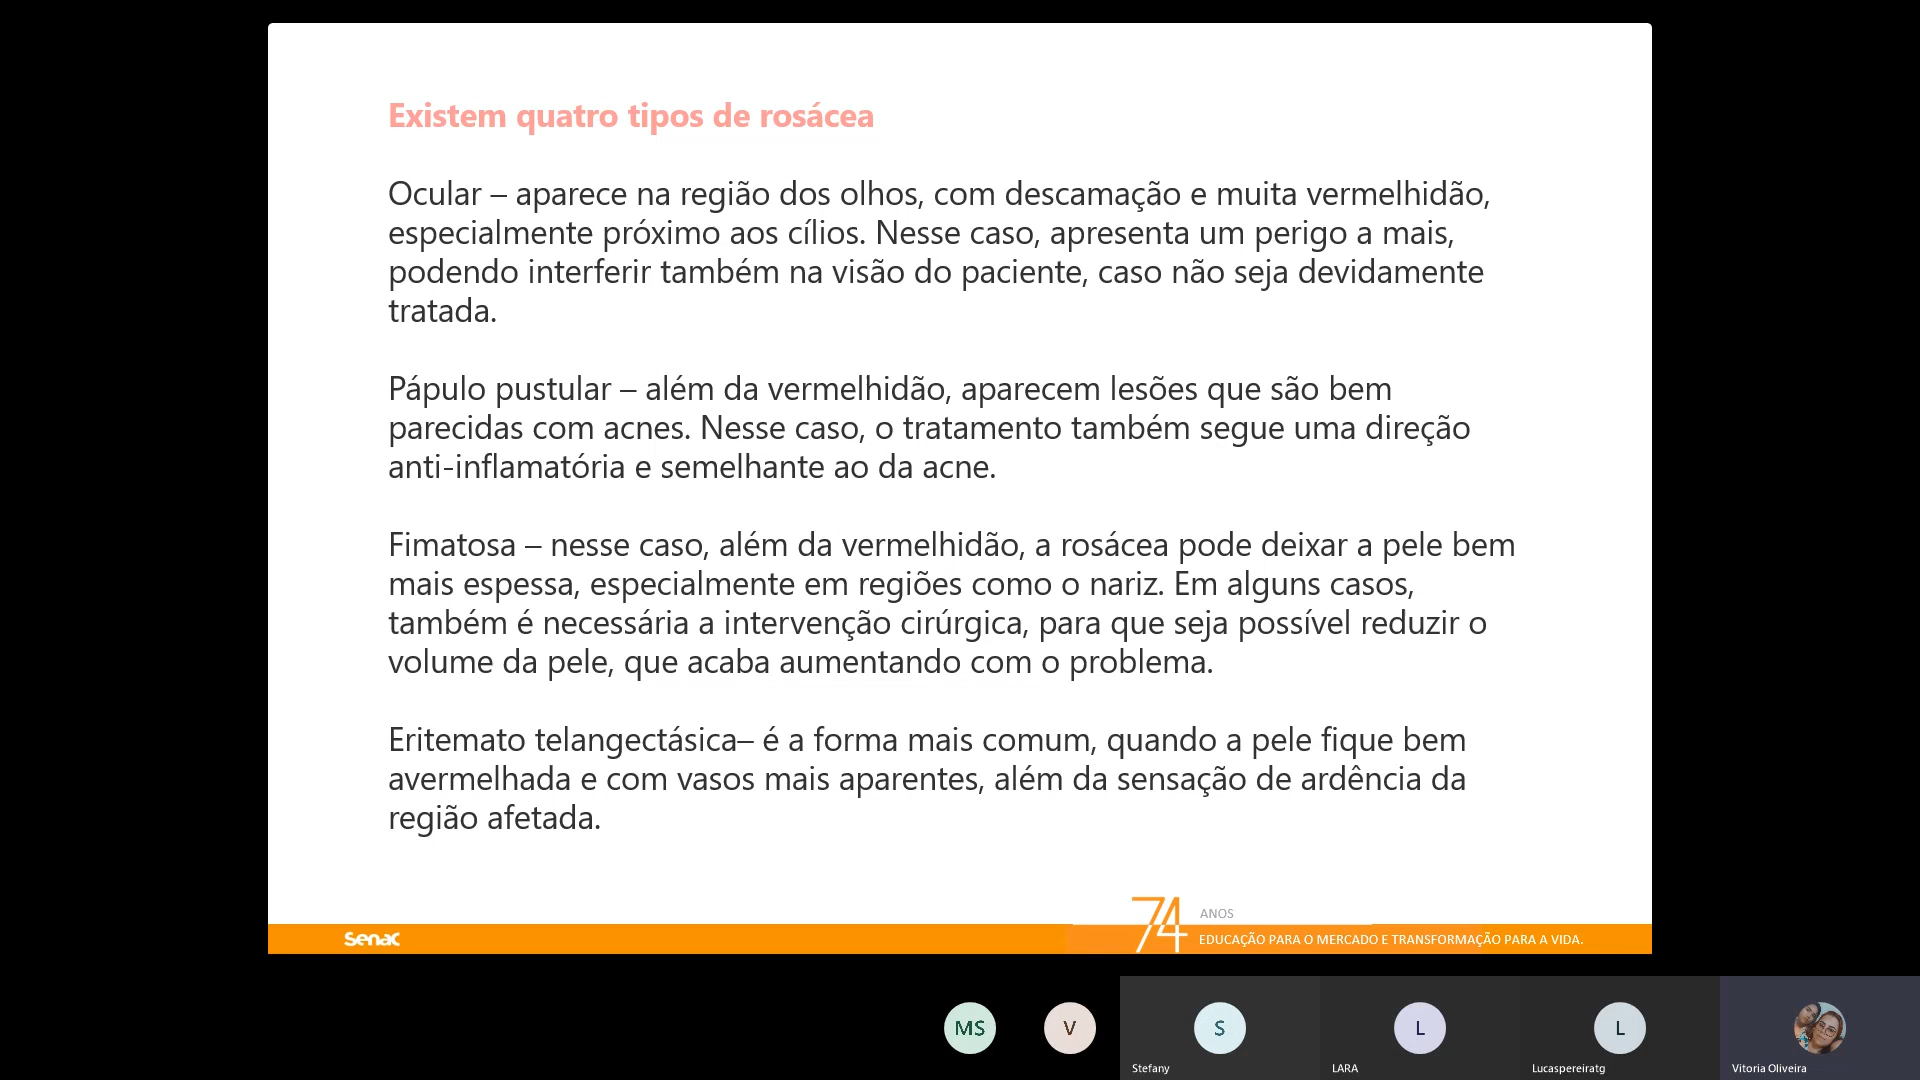 Existem quatro tipos de rosácea
Ocular – aparece na região dos olhos, com descamação e muita vermelhidão,
especialmente próximo aos cílios. Nesse caso, apresenta um perigo a mais,
podendo interferir também na visão do paciente, caso não seja devidamente
tratada.
Pápulo pustular – além da vermelhidão, aparecem lesões que são bem
parecidas com acnes. Nesse caso, o tratamento também segue uma direção
anti-inflamatória e semelhante ao da acne.
Fimatosa – nesse caso, além da vermelhidão, a rosácea pode deixar a pele bem
mais espessa, especialmente em regiões como o nariz. Em alguns casos,
também é necessária a intervenção cirúrgica, para que seja possível reduzir o
volume da pele, que acaba aumentando com o problema.
Eritemato telangectásica– é a forma mais comum, quando a pele fique bem
avermelhada e com vasos mais aparentes, além da sensação de ardência da
região afetada.
senac
74 ANOS
EDUCAÇÃO PARA O MERCADO E TRANSFORMAÇÃO PARA A VIDA.
MS
V
S
L
L
Stefany
LARA
Lucaspereiratg
Vitoria Oliveira